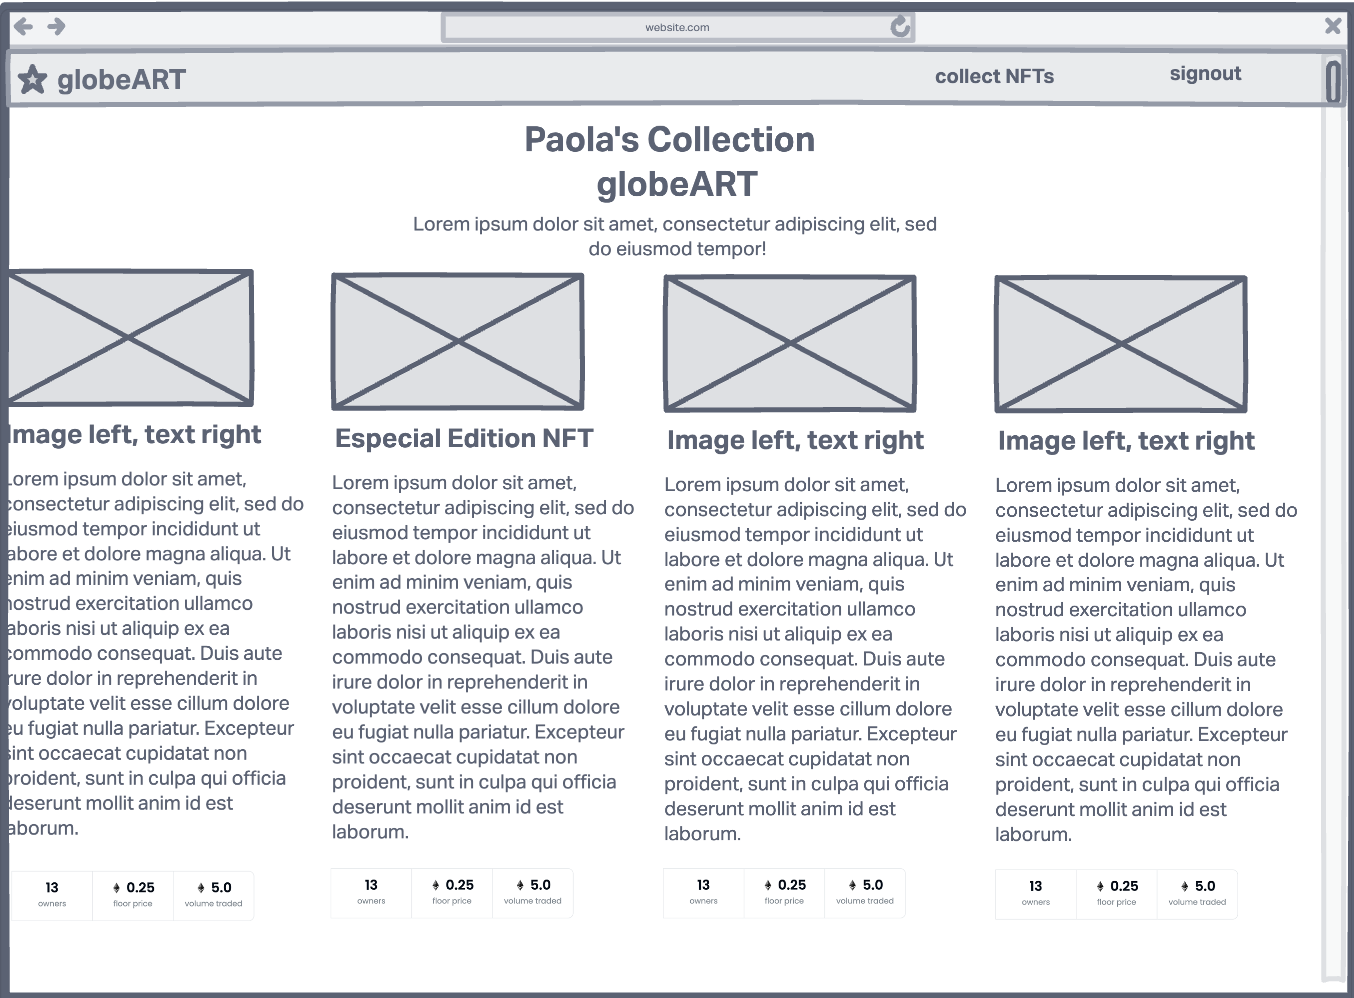 website.com
globeART
collect NFTs
signout
Paola's Collection
globeART
Lorem ipsum dolor sit amet, consectetur adipiscing elit, sed
do eiusmod tempor!
Image left, text right
Lorem ipsum dolor sit amet,
consectetur adipiscing elit, sed do
eiusmod tempor incididunt ut
labore et dolore magna aliqua. Ut
enim ad minim veniam, quis
nostrud exercitation ullamco
laboris nisi ut aliquip ex ea
commodo consequat. Duis aute
irure dolor in reprehenderit in
voluptate velit esse cillum dolore
eu fugiat nulla pariatur. Excepteur
sint occaecat cupidatat non
proident, sunt in culpa qui officia
deserunt mollit anim id est
laborum.
13 0.25 5.0
owners floor price volume traded
Especial Edition NFT
Lorem ipsum dolor sit amet,
consectetur adipiscing elit, sed do
eiusmod tempor incididunt ut
labore et dolore magna aliqua. Ut
enim ad minim veniam, quis
nostrud exercitation ullamco
laboris nisi ut aliquip ex ea
commodo consequat. Duis aute
irure dolor in reprehenderit in
voluptate velit esse cillum dolore
eu fugiat nulla pariatur. Excepteur
sint occaecat cupidatat non
proident, sunt in culpa qui officia
deserunt mollit anim id est
laborum.
13 0.25 5.0
owners floor price volume traded
Image left, text right
Lorem ipsum dolor sit amet,
consectetur adipiscing elit, sed do
eiusmod tempor incididunt ut
labore et dolore magna aliqua. Ut
enim ad minim veniam, quis
nostrud exercitation ullamco
laboris nisi ut aliquip ex ea
commodo consequat. Duis aute
irure dolor in reprehenderit in
voluptate velit esse cillum dolore
eu fugiat nulla pariatur. Excepteur
sint occaecat cupidatat non
proident, sunt in culpa qui officia
deserunt mollit anim id est
laborum.
13 0.25 5.0
owners floor price volume traded
Image left, text right
Lorem ipsum dolor sit amet,
consectetur adipiscing elit, sed do
eiusmod tempor incididunt ut
labore et dolore magna aliqua. Ut
enim ad minim veniam, quis
nostrud exercitation ullamco
laboris nisi ut aliquip ex ea
commodo consequat. Duis aute
irure dolor in reprehenderit in
voluptate velit esse cillum dolore
eu fugiat nulla pariatur. Excepteur
sint occaecat cupidatat non
proident, sunt in culpa qui officia
deserunt mollit anim id est
laborum.
13 0.25 5.0
owners floor price volume traded